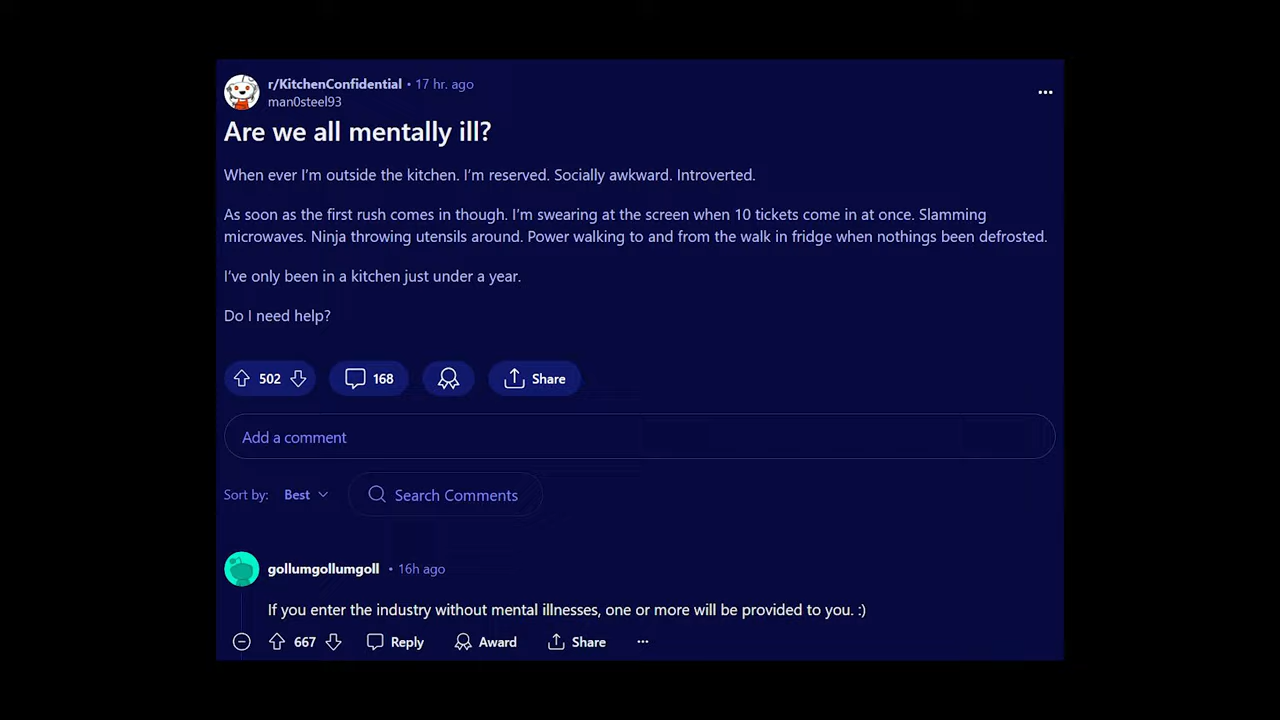 r/KitchenConfidential • 17 hr. ago
man0steel93
Are we all mentally ill?
When ever I'm outside the kitchen. I'm reserved. Socially awkward. Introverted.
As soon as the first rush comes in though. I'm swearing at the screen when 10 tickets come in at once. Slamming
microwaves. Ninja throwing utensils around. Power walking to and from the walk in fridge when nothings been defrosted.
I've only been in a kitchen just under a year.
Do I need help?
502 168 Share
Add a comment
Sort by: Best Search Comments
gollumgollumgoll • 16h ago
If you enter the industry without mental illnesses, one or more will be provided to you. :)
667 Reply Award Share